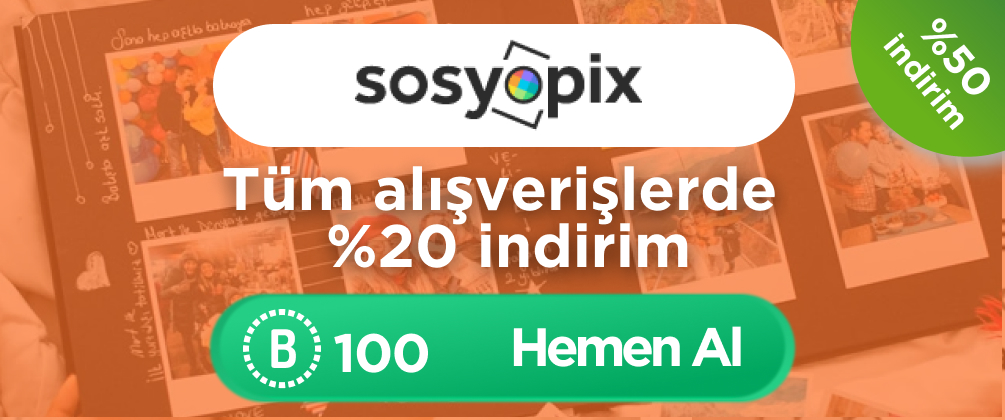 sosyopix
%50
indirim
Tüm alışverişlerde
%20 indirim
B 100 Hemen Al